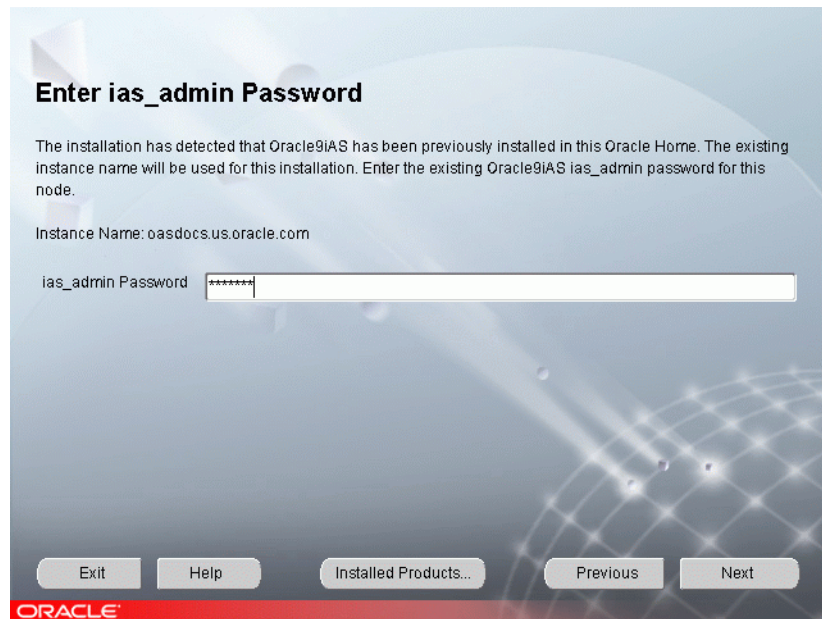 Enter ias_admin Password
The installation has detected that Oracle9iAS has been previously installed in this Oracle Home. The existing
instance name will be used for this installation. Enter the existing Oracle9iAS ias_admin password for this
node.
Instance Name: oasdocs.us.oracle.com
ias_admin Password *******
Exit Help Installed Products... Previous Next
ORACLE